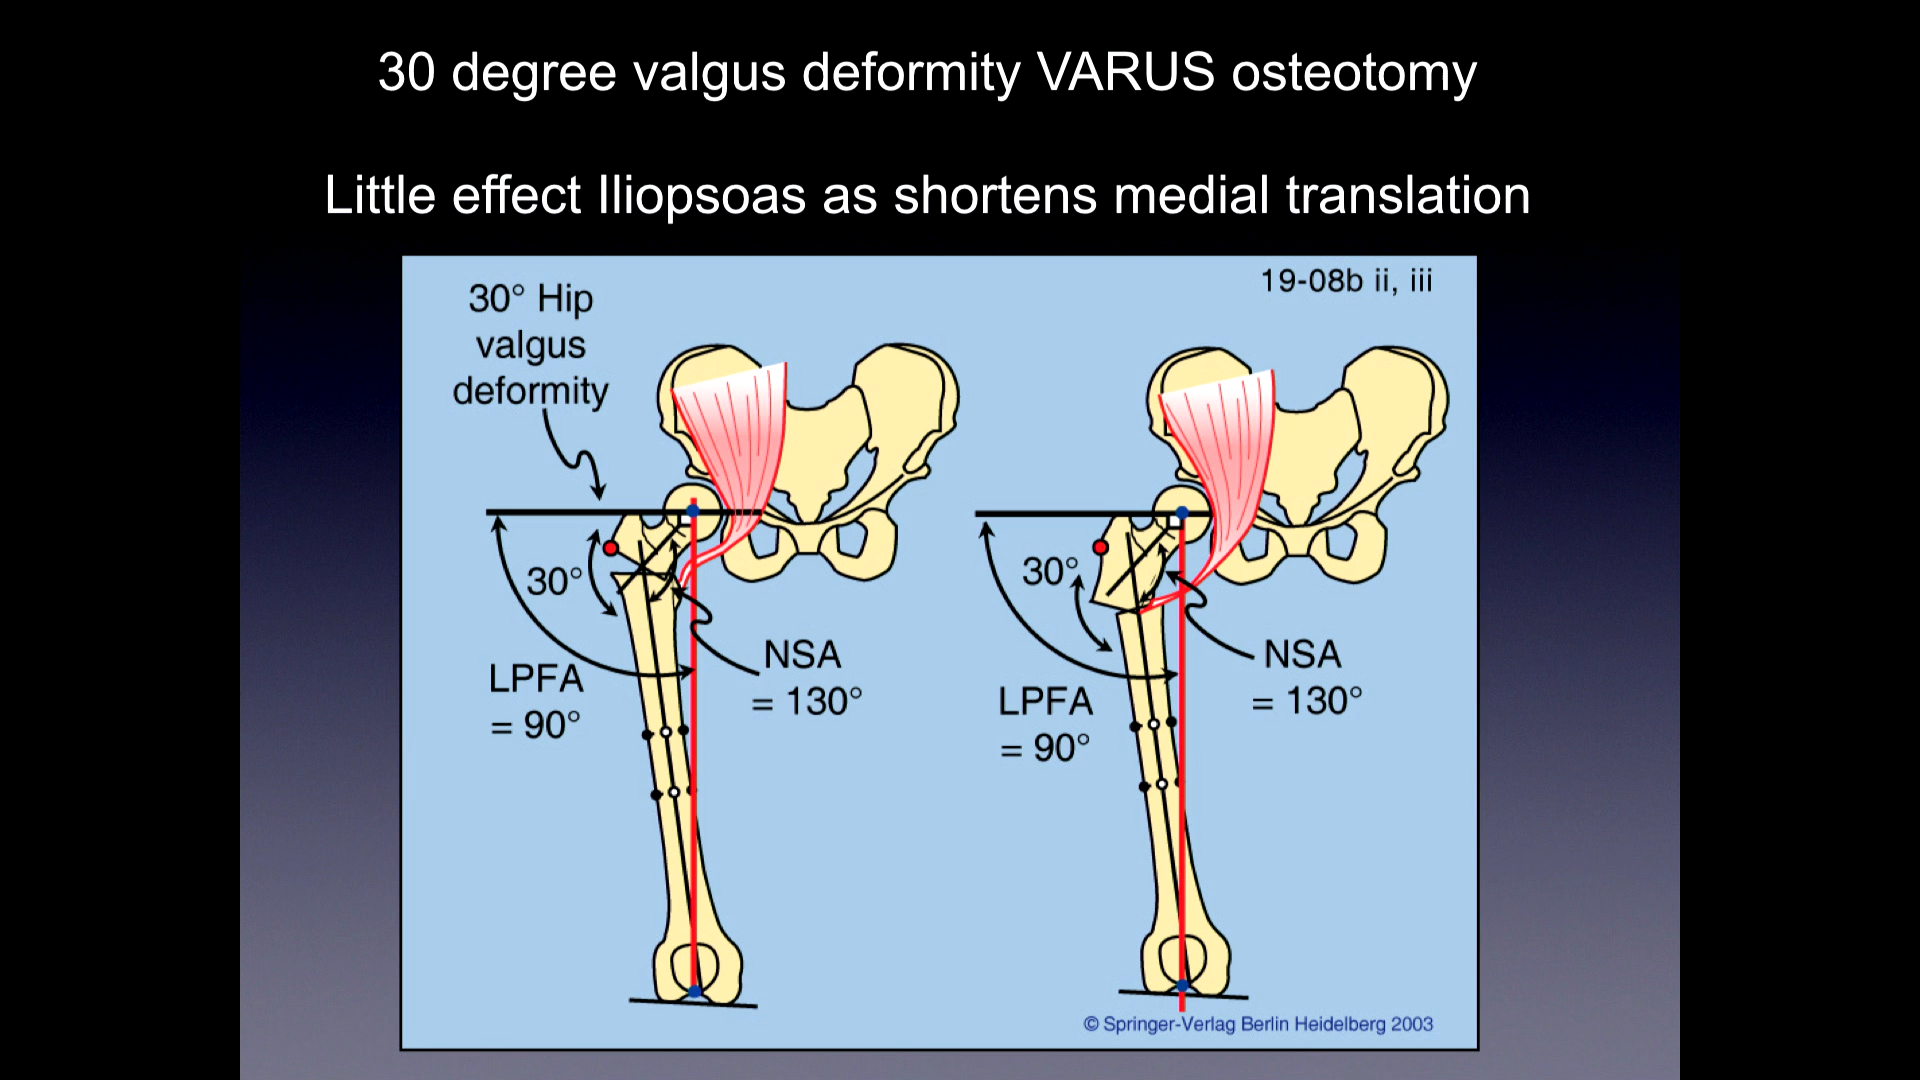 30 degree valgus deformity VARUS osteotomy
Little effect Iliopsoas as shortens medial translation
19-08b ii, iii
30° Hip
valgus
deformity
30°
LPFA
= 90°
NSA
= 130°
30°
LPFA
= 90°
NSA
= 130°
© Springer-Verlag Berlin Heidelberg 2003